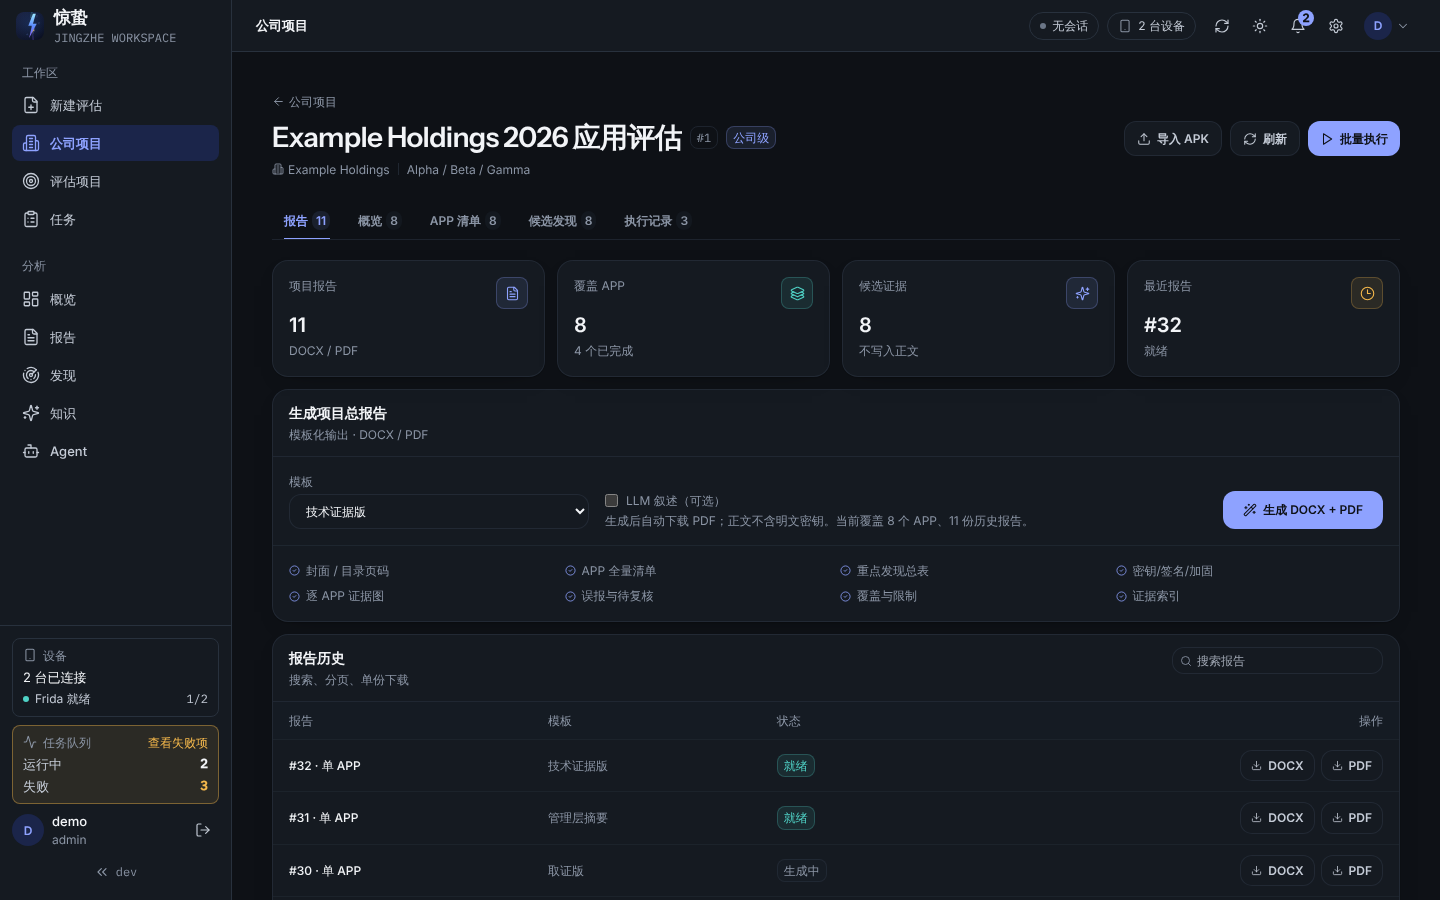 惊蛰
JINGZHE WORKSPACE
工作区
新建评估
公司项目
评估项目
任务
分析
概览
报告
发现
知识
Agent
设备
2 台已连接
Frida 就绪 1/2
任务队列 查看失败项
运行中 2
失败 3
D
demo
admin
dev
公司项目
无会话
2 台设备
2
D
公司项目
Example Holdings 2026 应用评估 #1 公司级
导入 APK
刷新
批量执行
Example Holdings
Alpha / Beta / Gamma
报告 11
概览 8
APP 清单 8
候选发现 8
执行记录 3
项目报告
11
DOCX / PDF
覆盖 APP
8
4 个已完成
候选证据
8
不写入正文
最近报告
#32
就绪
生成项目总报告
模板化输出 · DOCX / PDF
模板
技术证据版
LLM 叙述（可选）
生成后自动下载 PDF；正文不含明文密钥。当前覆盖 8 个 APP、11 份历史报告。
生成 DOCX + PDF
封面 / 目录页码
APP 全量清单
重点发现总表
密钥/签名/加固
逐 APP 证据图
误报与待复核
覆盖与限制
证据索引
报告历史
搜索、分页、单份下载
搜索报告
报告 模板 状态 操作
#32 · 单 APP 技术证据版 就绪 DOCX PDF
#31 · 单 APP 管理层摘要 就绪 DOCX PDF
#30 · 单 APP 取证版 生成中 DOCX PDF